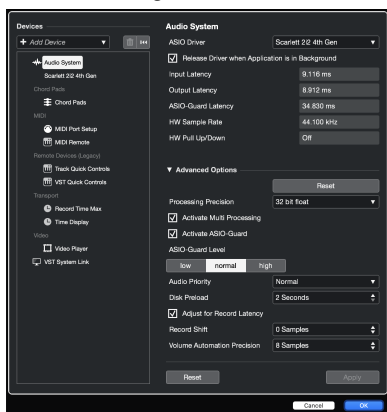 Devices
Add Device
Audio System
Scarlett 2i2 4th Gen
Chord Pads
Chord Pads
MIDI
MIDI Port Setup
MIDI Remote
Remote Devices (Legacy)
Track Quick Controls
VST Quick Controls
Transport
Record Time Max
Time Display
Video
Video Player
VST System Link
Audio System
ASIO Driver Scarlett 2i2 4th Gen
Release Driver when Application is in Background
Input Latency 9.116 ms
Output Latency 8.912 ms
ASIO-Guard Latency 34.830 ms
HW Sample Rate 44.100 kHz
HW Pull Up/Down Off
Advanced Options
Reset
Processing Precision 32 bit float
Activate Multi Processing
Activate ASIO-Guard
ASIO-Guard Level
low normal high
Audio Priority Normal
Disk Preload 2 Seconds
Adjust for Record Latency
Record Shift 0 Samples
Volume Automation Precision 8 Samples
Reset Apply
Cancel OK